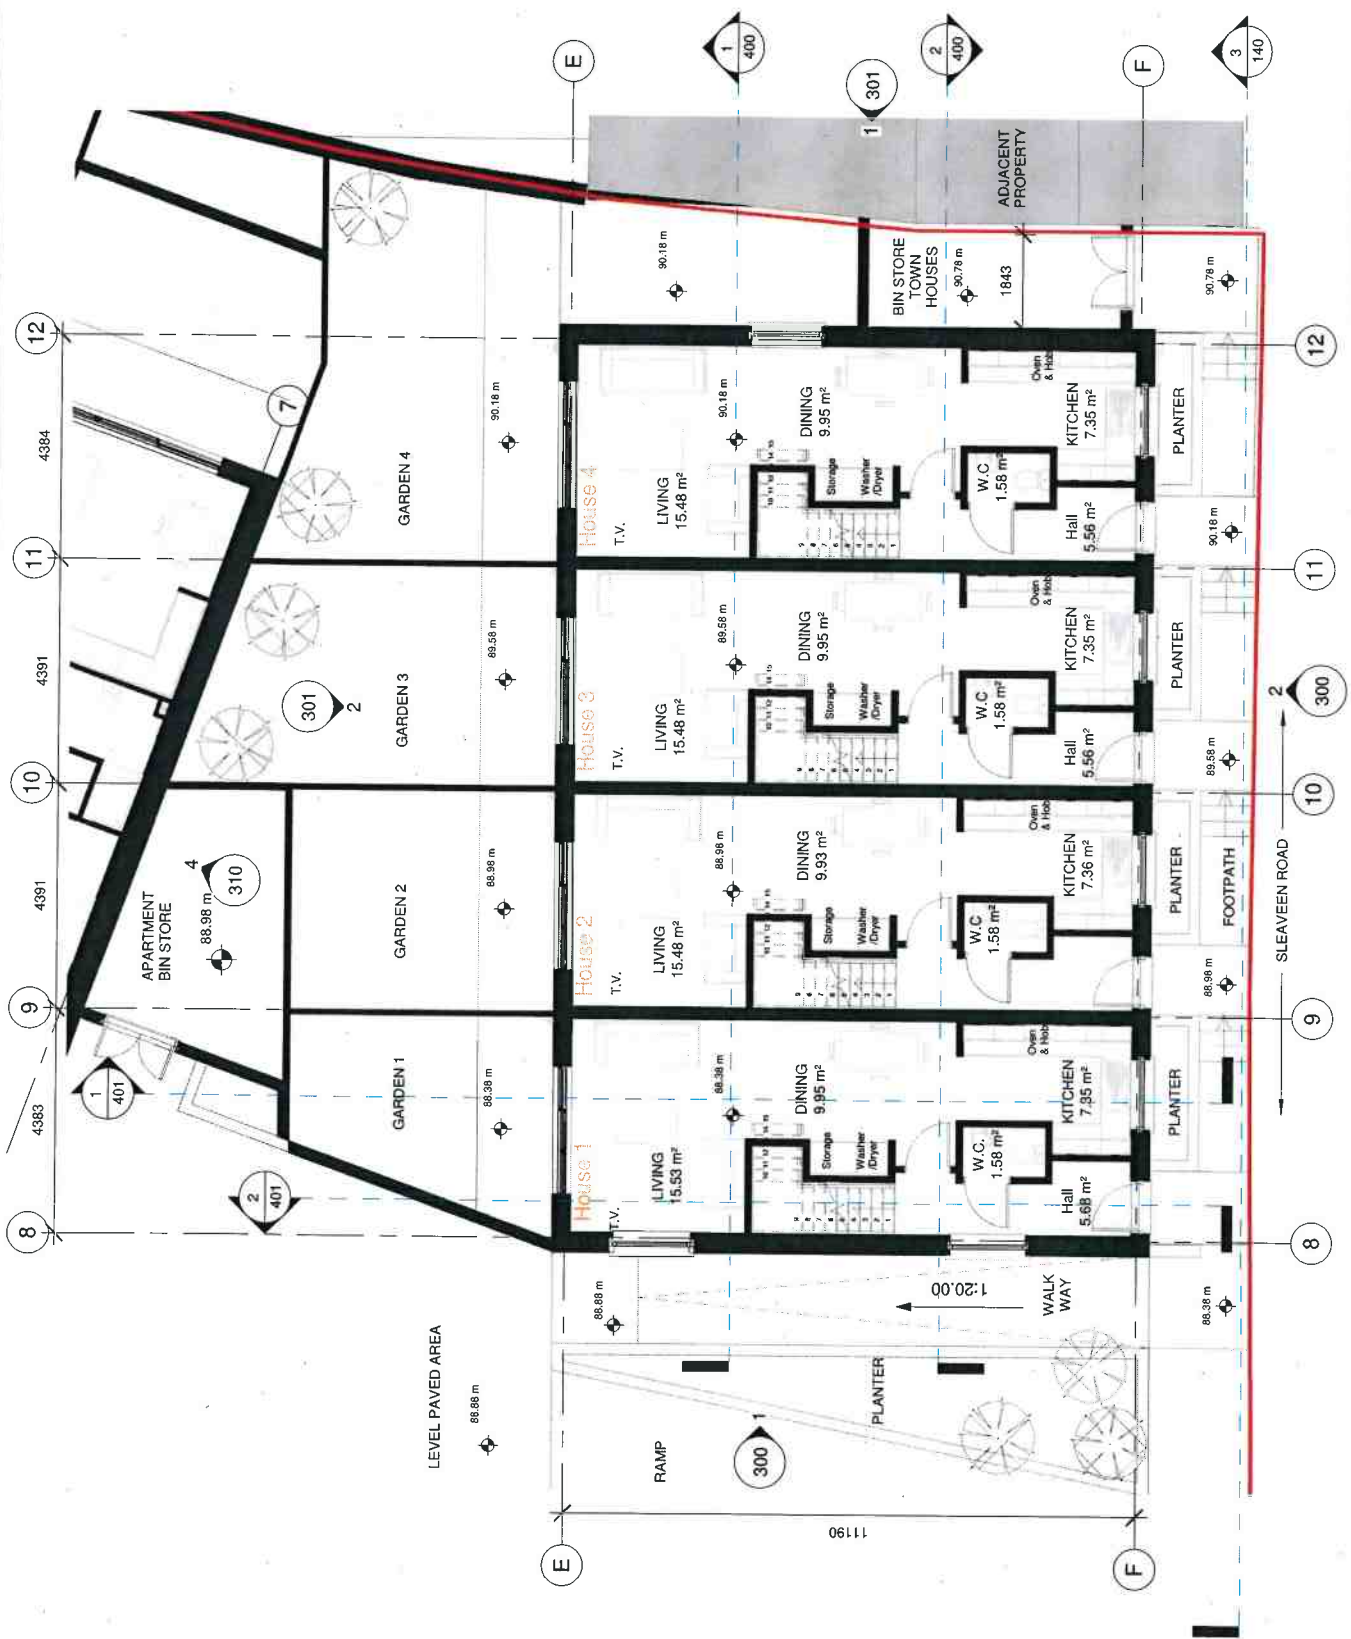 8
9
10
11
12
4383
4391
4391
4384
7
1
401
2
401
APARTMENT
BIN STORE
88.98 m
4
310
301
2
GARDEN 1
GARDEN 2
GARDEN 3
GARDEN 4
LEVEL PAVED AREA
88.88 m
88.38 m
88.98 m
89.58 m
90.18 m
E
E
House 1
House 2
House 3
House 4
88.88 m
T.V.
T.V.
T.V.
T.V.
RAMP
LIVING
15.53 m²
LIVING
15.48 m²
LIVING
15.48 m²
LIVING
15.48 m²
90.18 m
88.38 m
88.98 m
89.58 m
90.18 m
1
400
300
1
11190
DINING
9.95 m²
DINING
9.93 m²
DINING
9.95 m²
DINING
9.95 m²
Storage
Washer
/Dryer
Storage
Washer
/Dryer
Storage
Washer
/Dryer
Storage
Washer
/Dryer
1
301
PLANTER
1:20.00
BIN STORE
TOWN
HOUSES
90.78 m
2
400
W.C.
1.58 m²
W.C
1.58 m²
W.C
1.58 m²
W.C
1.58 m²
1843
ADJACENT
PROPERTY
WALK
WAY
Oven
& Hob
Oven
& Hob
Oven
& Hob
Oven
& Hob
Hall
5.68 m²
KITCHEN
7.35 m²
KITCHEN
7.36 m²
Hall
5.56 m²
KITCHEN
7.35 m²
Hall
5.56 m²
KITCHEN
7.35 m²
F
F
PLANTER
PLANTER
PLANTER
PLANTER
88.38 m
88.98 m
FOOTPATH
89.58 m
90.18 m
90.78 m
3
140
SLEAVEEN ROAD
2
300
8
9
10
11
12